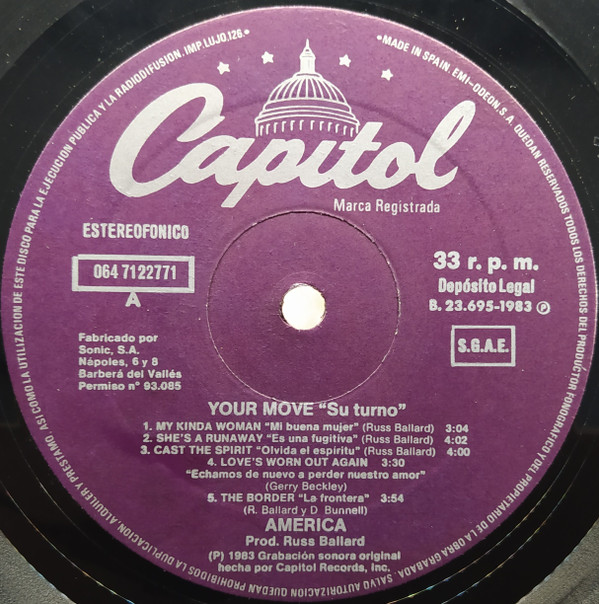 MADE IN SPAIN. EMI-ODEON, S.A. QUEDAN RESERVADOS TODOS LOS DERECHOS DEL PRODUCTOR FONOGRAFICO Y DEL PROPIETARIO DE LA OBRA GRABADA. SALVO AUTORIZACION QUEDAN PROHIBIDOS LA DUPLICACION, ALQUILER Y PRESTAMO, ASI COMO LA UTILIZACION DE ESTE DISCO PARA LA EJECUCION PUBLICA Y LA RADIODIFUSION. IMP. LUJO, 126.
Capitol
Marca Registrada
ESTEREOFONICO
064 7122771
A
33 r. p. m.
Depósito Legal
B. 23.695-1983 Ⓟ
S.G.A.E.
Fabricado por
Sonic, S.A.
Nápoles, 6 y 8
Barberá del Vallés
Permiso n° 93.085
YOUR MOVE "Su turno"
1. MY KINDA WOMAN "Mi buena mujer" (Russ Ballard) 3:04
2. SHE'S A RUNAWAY "Es una fugitiva" (Russ Ballard) 4:02
3. CAST THE SPIRIT "Olvida el espíritu" (Russ Ballard) 4:00
4. LOVE'S WORN OUT AGAIN 3:30
"Echamos de nuevo a perder nuestro amor"
(Gerry Beckley)
5. THE BORDER "La frontera" 3:54
(R. Ballard y D Bunnell)
AMERICA
Prod. Russ Ballard
(P) 1983 Grabación sonora original
hecha por Capitol Records, Inc.